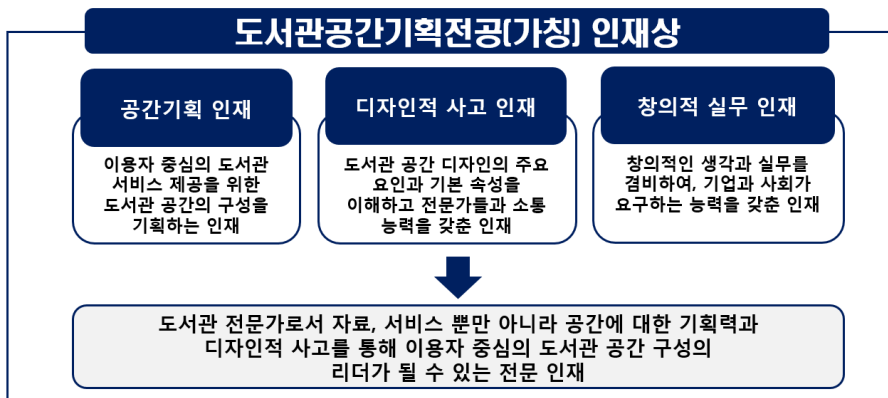 도서관공간기획전공(가칭) 인재상
공간기획 인재
이용자 중심의 도서관
서비스 제공을 위한
도서관 공간의 구성을
기획하는 인재
디자인적 사고 인재
도서관 공간 디자인의 주요
요인과 기본 속성을
이해하고 전문가들과 소통
능력을 갖춘 인재
창의적 실무 인재
창의적인 생각과 실무를
겸비하여, 기업과 사회가
요구하는 능력을 갖춘 인재
도서관 전문가로서 자료, 서비스 뿐만 아니라 공간에 대한 기획력과
디자인적 사고를 통해 이용자 중심의 도서관 공간 구성의
리더가 될 수 있는 전문 인재